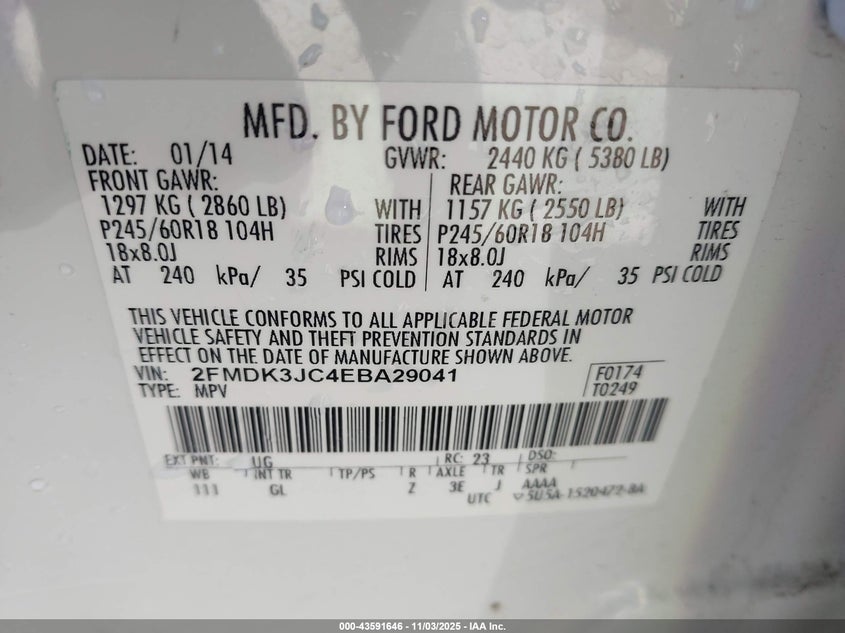 MFD. BY FORD MOTOR CO.
DATE: 01/14 GVWR: 2440 KG ( 5380 LB)
FRONT GAWR: REAR GAWR:
1297 KG ( 2860 LB) WITH 1157 KG ( 2550 LB) WITH
P245/60R18 104H TIRES P245/60R18 104H TIRES
18x8.0J RIMS 18x8.0J RIMS
AT 240 kPa/ 35 PSI COLD AT 240 kPa/ 35 PSI COLD
THIS VEHICLE CONFORMS TO ALL APPLICABLE FEDERAL MOTOR
VEHICLE SAFETY AND THEFT PREVENTION STANDARDS IN
EFFECT ON THE DATE OF MANUFACTURE SHOWN ABOVE.
VIN: 2FMDK3JC4EBA29041 F0174
TYPE: MPV T0249
EXT PNT: UG RC: 23 DSO:
WB INT TR TP/PS R AXLE TR SPR
111 GL Z 3E J AAAA
UTC 5U5A-1520472-BA
000-43591646 - 11/03/2025 - IAA Inc.